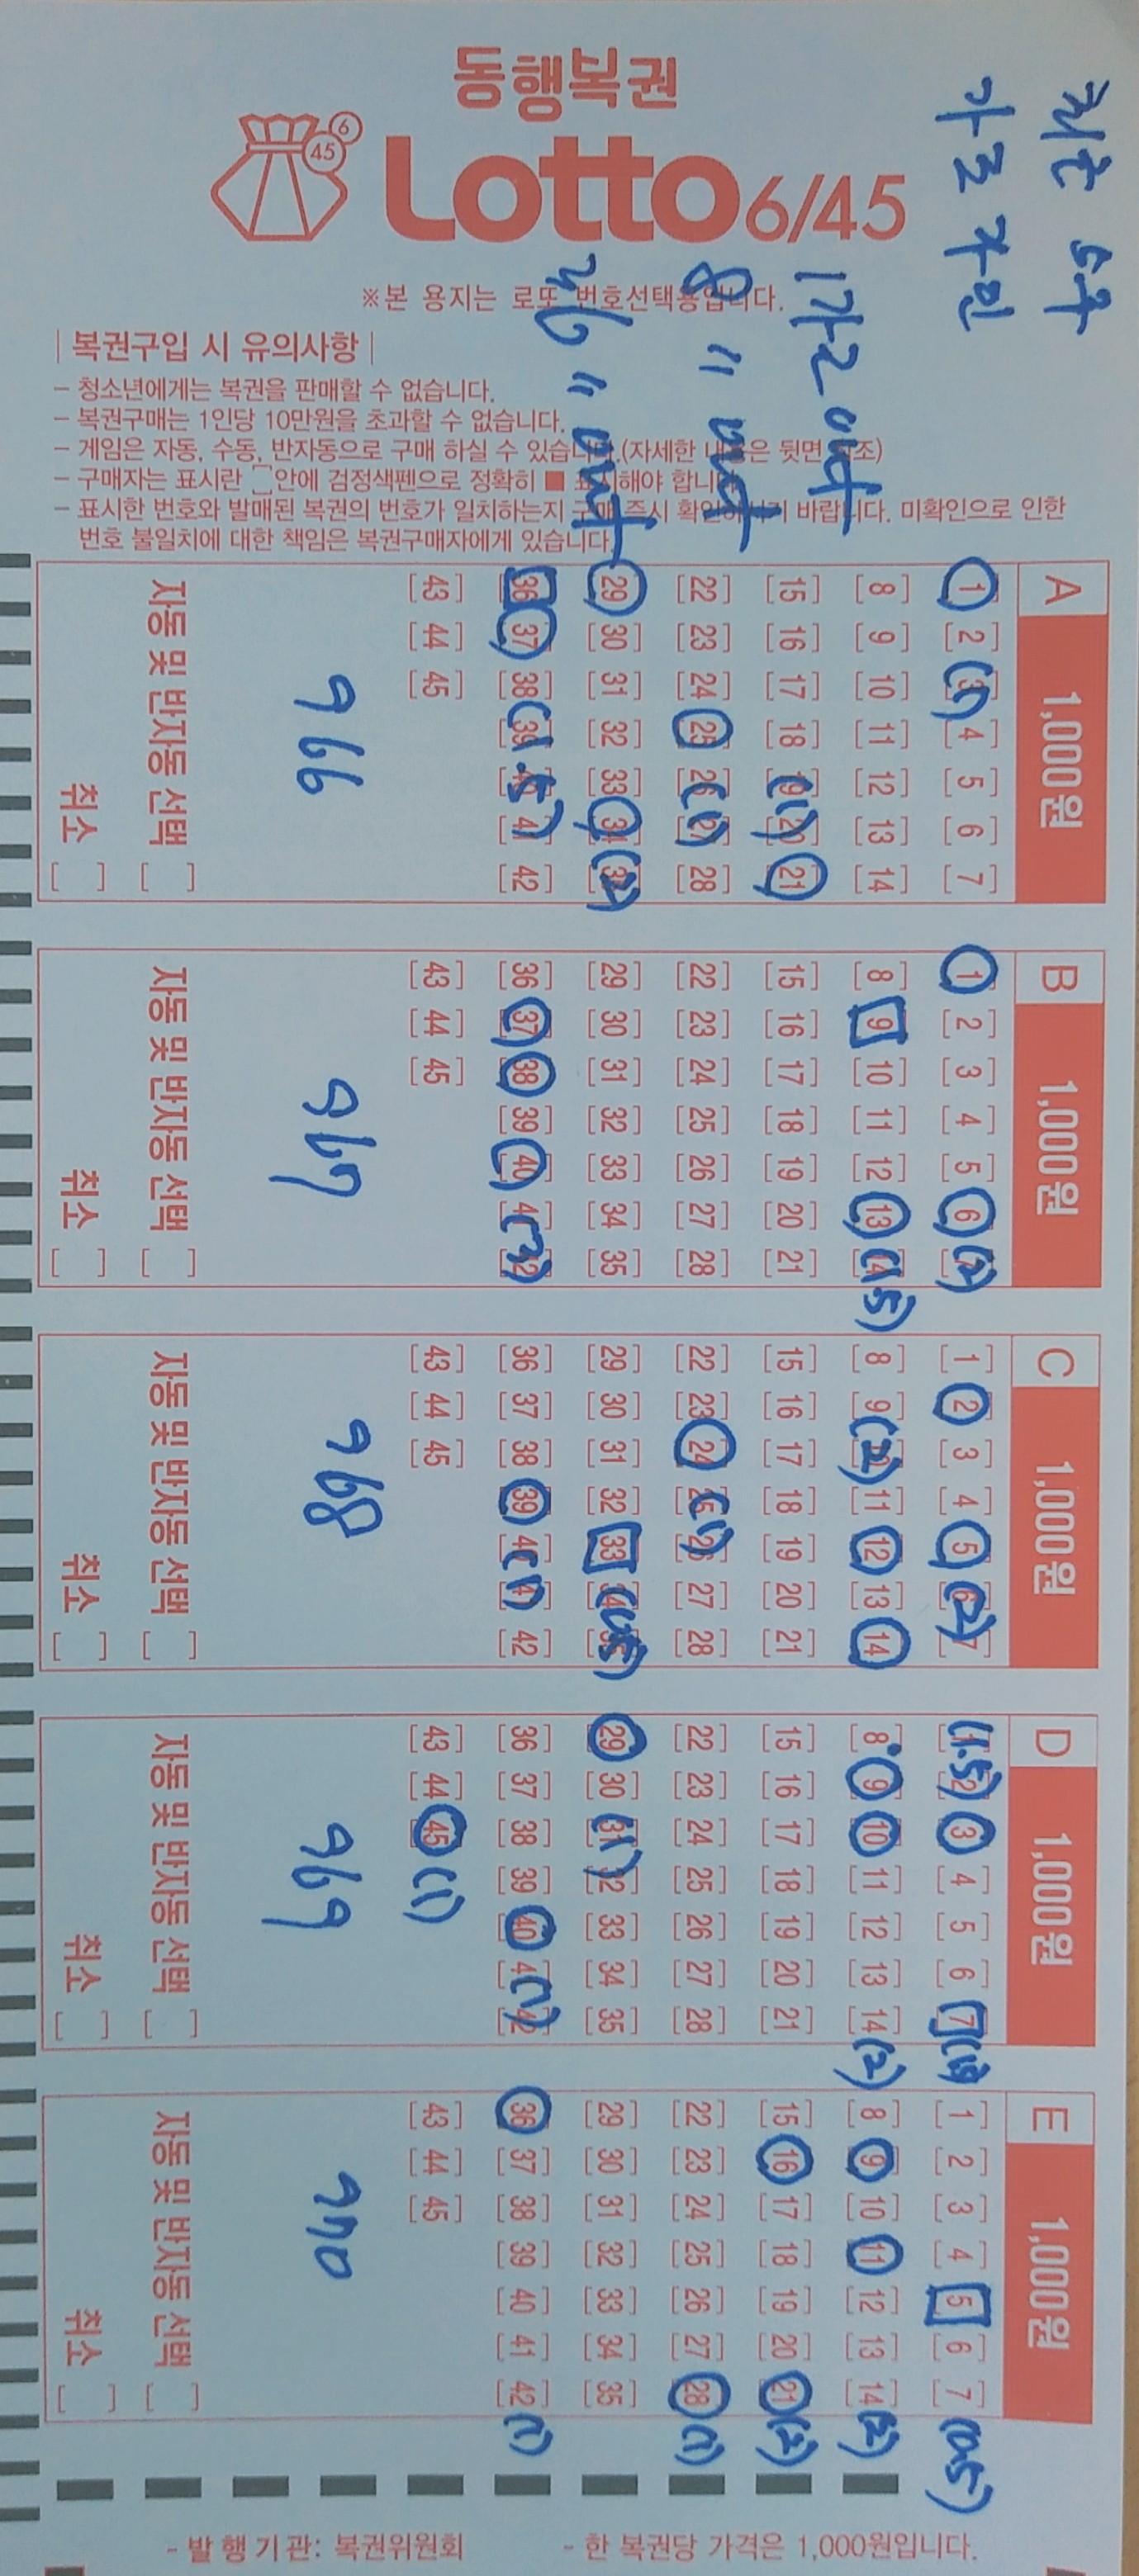 최근 5주
가로 라인
1가로
8 〃
36 〃
동행복권
Lotto 6/45
※본 용지는 로또 번호선택용입니다.
| 복권구입 시 유의사항 |
– 청소년에게는 복권을 판매할 수 없습니다.
– 복권구매는 1인당 10만원을 초과할 수 없습니다.
– 게임은 자동, 수동, 반자동으로 구매 하실 수 있습니다.(자세한
– 구매자는 표시란 안에 검정색펜으로 정확히 ■ 표시해야 합니다.
– 표시한 번호와 발매된 복권의 번호가 일치하는지 즉시 확인 바랍니다. 미확인으로 인한
번호 불일치에 대한 책임은 복권구매자에게 있습니다.
6
45
A 1,000원
1 2 3 (1) 4 5 6 7
8 9 10 11 12 13 14
15 16 17 18 19 (1) 20 21
22 23 24 25 26 (1) 27 28
29 30 31 32 33 34 (2) 35
36 37 38 39 (1.5) 41 42
43 44 45
966
자동 및 반자동 선택
취소
B 1,000원
1 2 3 4 5 6 (2)
8 9 10 11 12 13 14 (1.5)
15 16 17 18 19 20 21
22 23 24 25 26 27 28
29 30 31 32 33 34 35
36 37 38 39 40 (3) 42
43 44 45
967
자동 및 반자동 선택
취소
C 1,000원
1 2 3 4 5 6 (2) 7
8 9 (2) 11 12 13 14
15 16 17 18 19 20 21
22 23 24 25 (1) 26 27 28
29 30 31 32 33 34 (0.5)
36 37 38 39 (1) 42
43 44 45
968
자동 및 반자동 선택
취소
D 1,000원
(1.5) 2 3 4 5 6 7
8 9 10 11 12 13 14 (2)
15 16 17 18 19 20 21
22 23 24 25 26 27 28
29 30 31 (1) 32 33 34 35
36 37 38 39 40 (1) 42
43 44 45 (1)
969
자동 및 반자동 선택
취소
E 1,000원
1 2 3 4 5 6 7 (0.5)
8 9 10 11 12 13 14 (2)
15 16 17 18 19 20 21 (2)
22 23 24 25 26 27 28 (1)
29 30 31 32 33 34 35
36 37 38 39 40 41 42 (1)
43 44 45
970
자동 및 반자동 선택
취소
- 한 복권당 가격은 1,000원입니다.
- 발 행 기 관 : 복권위원회